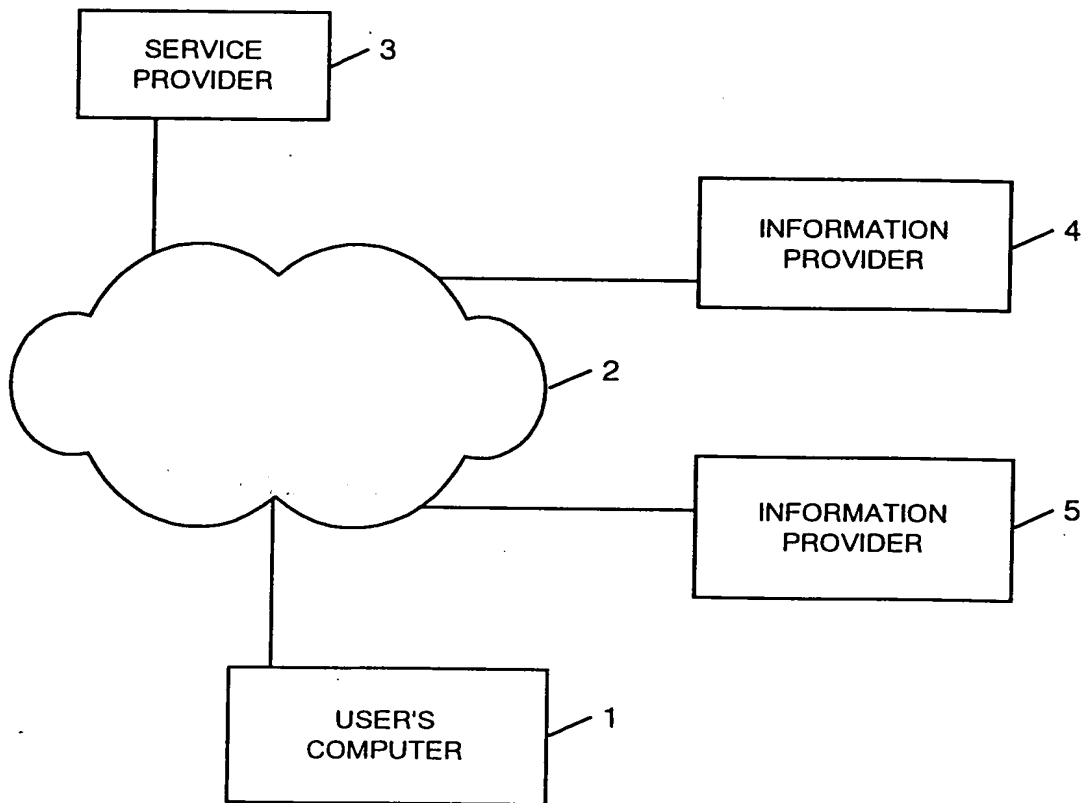 SERVICE
PROVIDER
3
INFORMATION
PROVIDER
4
2
INFORMATION
PROVIDER
5
USER'S
COMPUTER
1